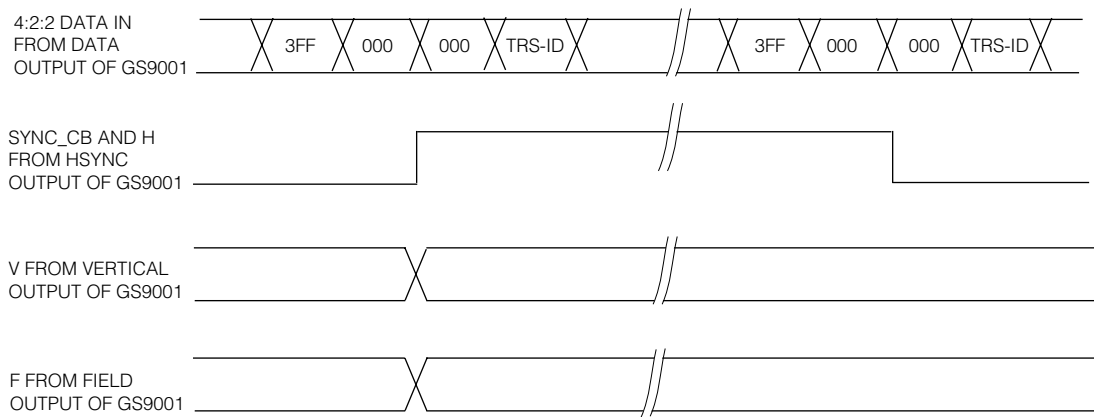 4:2:2 DATA IN
FROM DATA
OUTPUT OF GS9001
3FF 000 000 TRS-ID 3FF 000 000 TRS-ID
SYNC_CB AND H
FROM HSYNC
OUTPUT OF GS9001
V FROM VERTICAL
OUTPUT OF GS9001
F FROM FIELD
OUTPUT OF GS9001